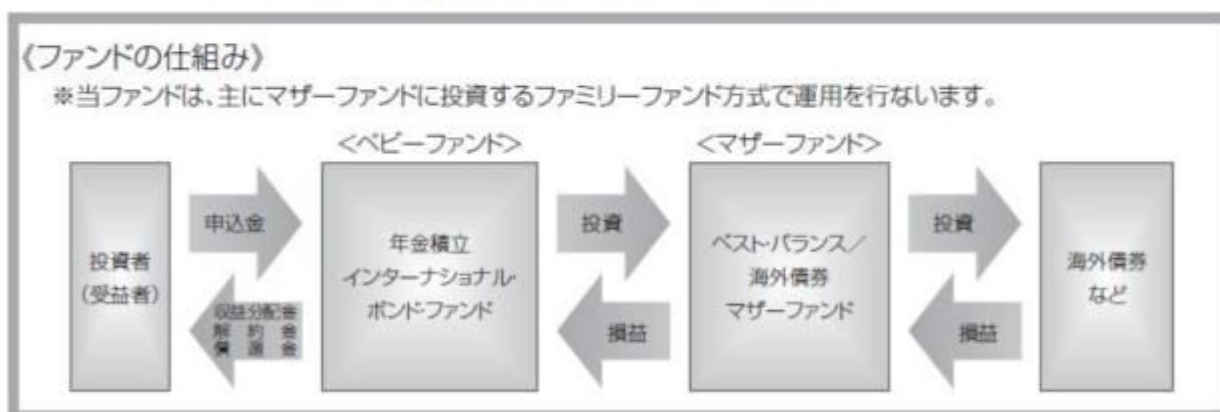 《ファンドの仕組み》
※当ファンドは、主にマザーファンドに投資するファミリーファンド方式で運用を行ないます。
<ベビーファンド>
<マザーファンド>
投資者
(受益者)
申込金
収益分配金
解約金
償還金
年金積立
インターナショナル・
ボンド・ファンド
投資
損益
ベスト・バランス/
海外債券
マザーファンド
投資
損益
海外債券
など